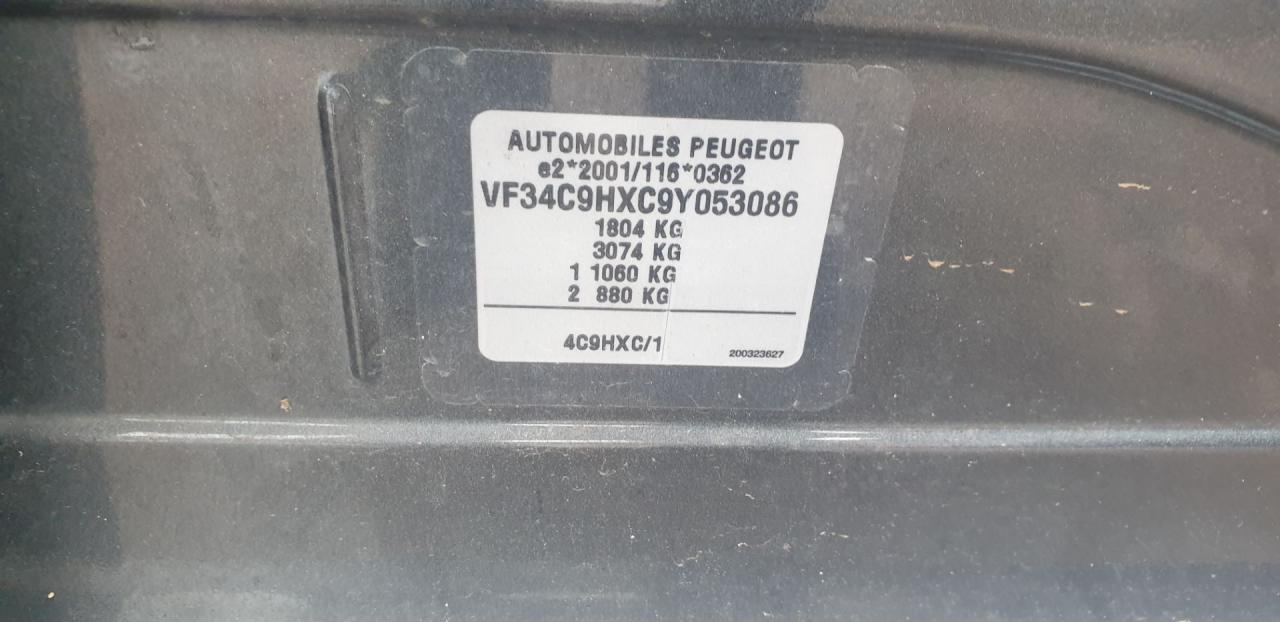 AUTOMOBILES PEUGEOT
e2*2001/116*0362
VF34C9HXC9Y053086
1804 KG
3074 KG
1 1060 KG
2 880 KG
4C9HXC/1
200323627